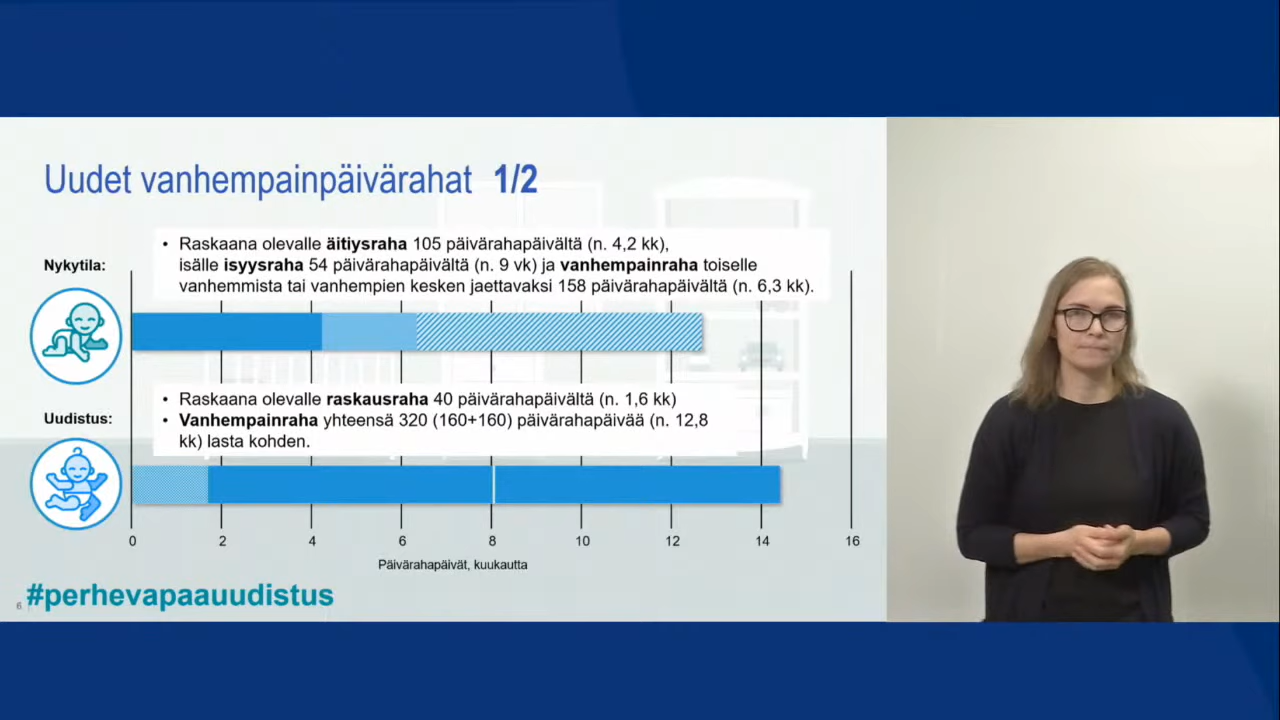 Uudet vanhempainpäivärahat 1/2
Nykytila:
• Raskaana olevalle äitiysraha 105 päivärahapäivältä (n. 4,2 kk),
isälle isyysraha 54 päivärahapäivältä (n. 9 vk) ja vanhempainraha toiselle
vanhemmista tai vanhempien kesken jaettavaksi 158 päivärahapäivältä (n. 6,3 kk).
Uudistus:
• Raskaana olevalle raskausraha 40 päivärahapäivältä (n. 1,6 kk)
• Vanhempainraha yhteensä 320 (160+160) päivärahapäivää (n. 12,8
kk) lasta kohden.
0 2 4 6 8 10 12 14 16
Päivärahapäivät, kuukautta
#perhevapaauudistus
6